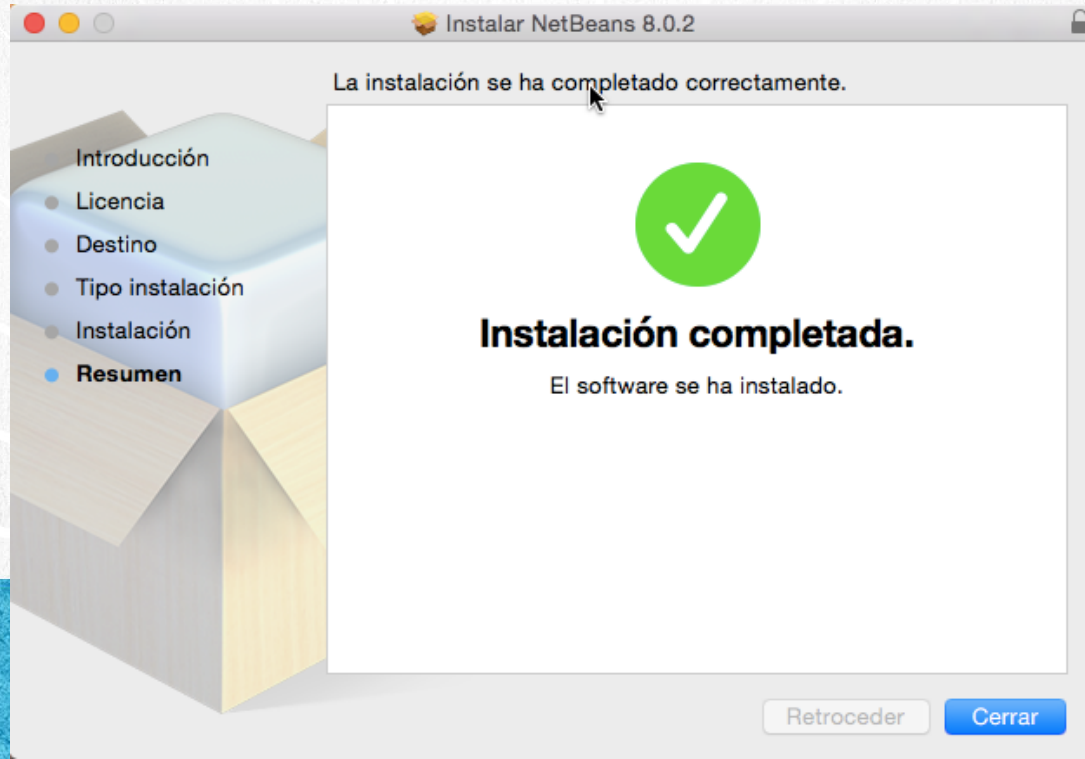 Instalar NetBeans 8.0.2
La instalación se ha completado correctamente.
Introducción
Licencia
Destino
Tipo instalación
Instalación
Resumen
Instalación completada.
El software se ha instalado.
Retroceder
Cerrar